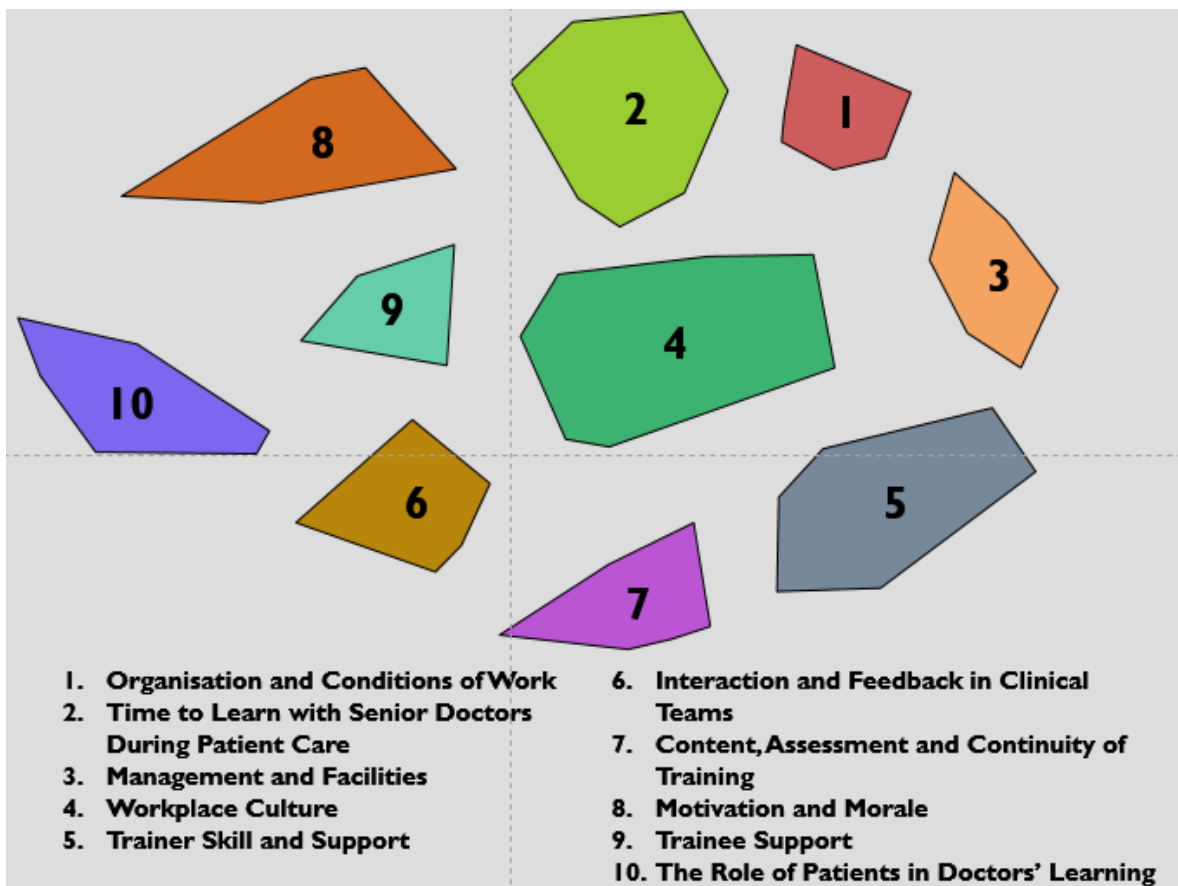 2
1
8
3
9
4
10
6
5
7
1. Organisation and Conditions of Work
2. Time to Learn with Senior Doctors
During Patient Care
3. Management and Facilities
4. Workplace Culture
5. Trainer Skill and Support
6. Interaction and Feedback in Clinical
Teams
7. Content, Assessment and Continuity of
Training
8. Motivation and Morale
9. Trainee Support
10. The Role of Patients in Doctors’ Learning